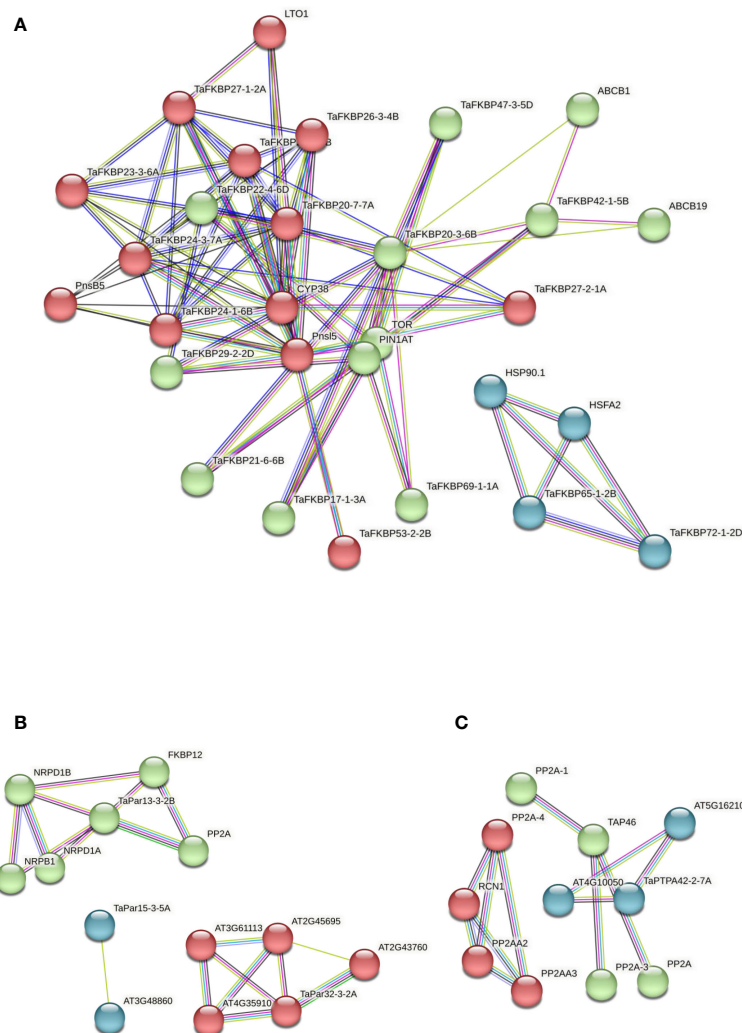 A
LTO1
TaFKBP27-1-2A
ABCB1
TaFKBP26-3-4B
TaFKBP47-3-5D
TaFKBP
B
TaFKBP23-3-6A
TaFKBP22-4-6D
TaFKBP20-7-7A
TaFKBP42-1-5B
ABCB19
TaFKBP20-3-6B
TaFKBP24-3-7A
PnsB5
CYP38
TaFKBP27-2-1A
TaFKBP24-1-6B
TOR
Pnsl5
PIN1AT
TaFKBP29-2-2D
HSP90.1
HSFA2
TaFKBP21-6-6B
TaFKBP69-1-1A
TaFKBP65-1-2B
TaFKBP17-1-3A
TaFKBP53-2-2B
TaFKBP72-1-2D
B
FKBP12
NRPD1B
TaPar13-3-2B
PP2A
NRPD1A
NRPB1
TaPar15-3-5A
AT3G61113
AT2G45695
AT2G43760
AT3G48860
AT4G35910
TaPar32-3-2A
C
PP2A-1
AT5G16210
PP2A-4
TAP46
RCN1
AT4G10050
TaPTPA42-2-7A
PP2AA2
PP2AA3
PP2A-3
PP2A